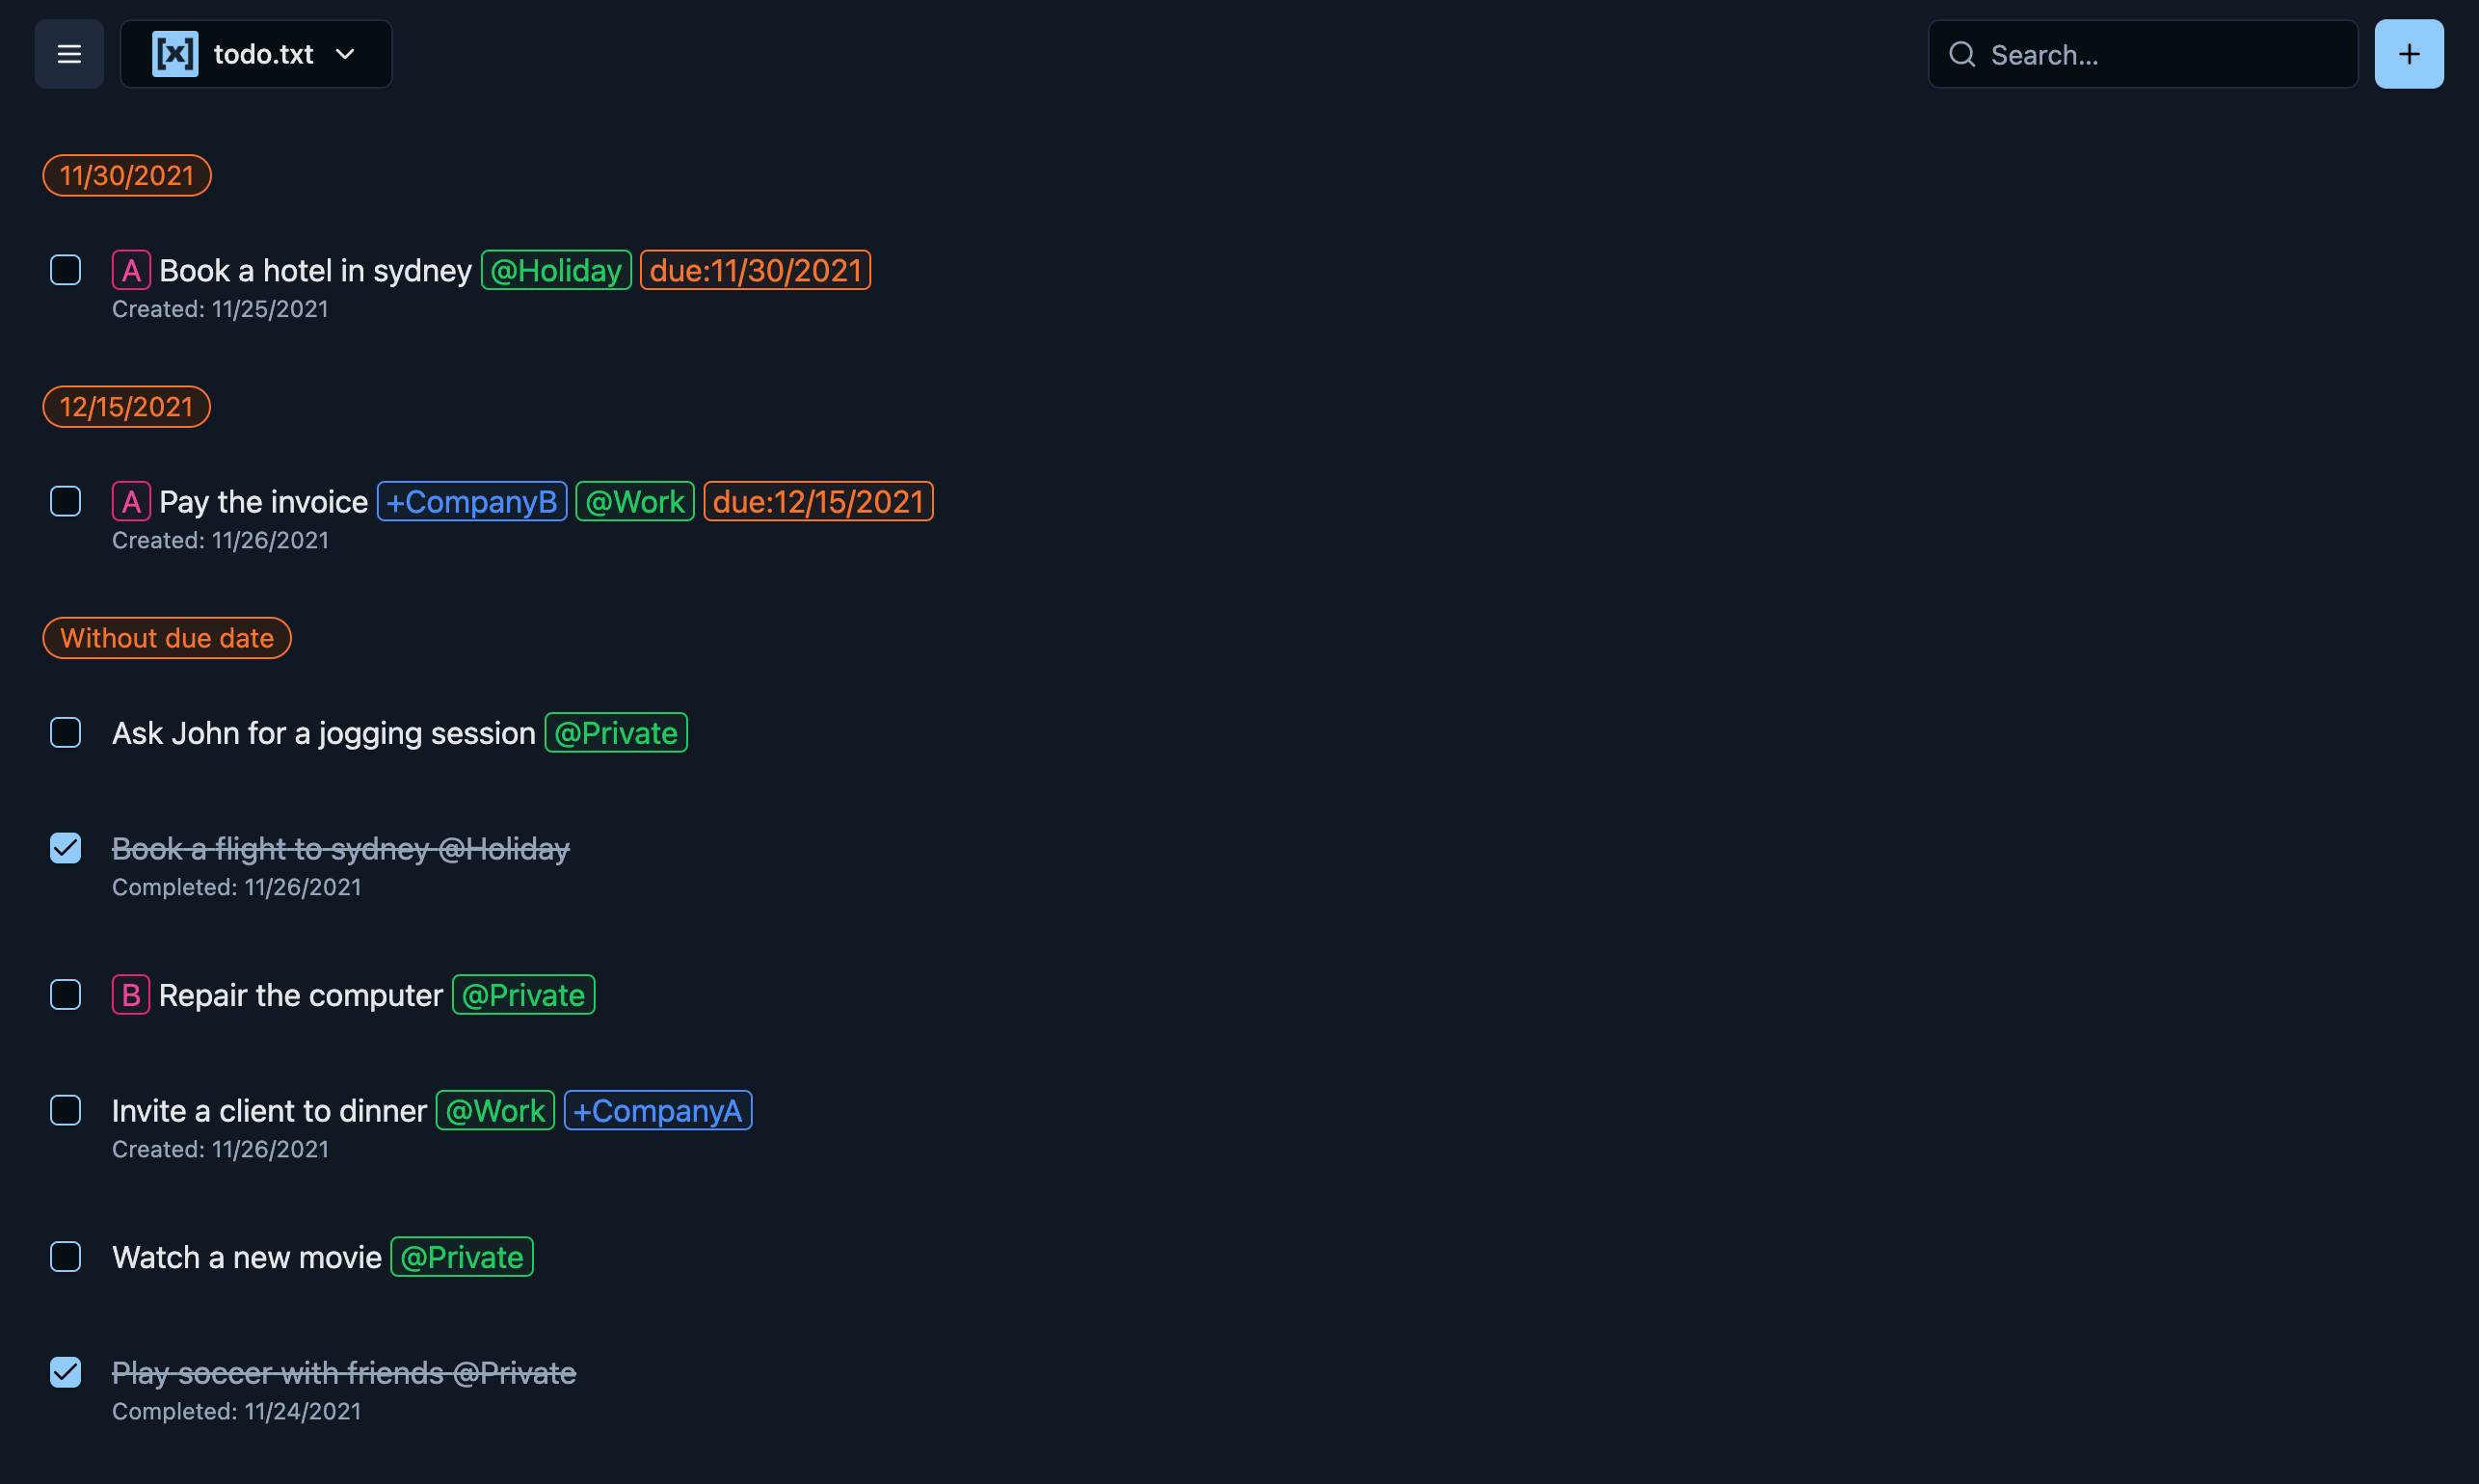 [x] todo.txt
Search...
11/30/2021
A Book a hotel in sydney @Holiday due:11/30/2021
Created: 11/25/2021
12/15/2021
A Pay the invoice +CompanyB @Work due:12/15/2021
Created: 11/26/2021
Without due date
Ask John for a jogging session @Private
Book a flight to sydney @Holiday
Completed: 11/26/2021
B Repair the computer @Private
Invite a client to dinner @Work +CompanyA
Created: 11/26/2021
Watch a new movie @Private
Play soccer with friends @Private
Completed: 11/24/2021